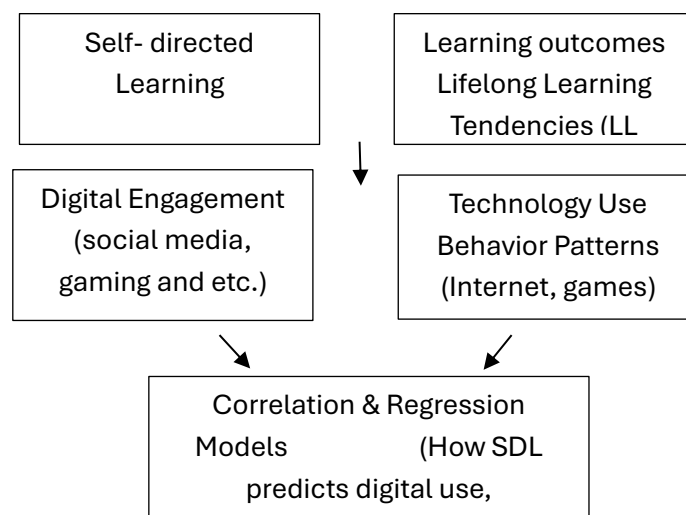 Self- directed
Learning
Learning outcomes
Lifelong Learning
Tendencies (LL
Digital Engagement
(social media,
gaming and etc.)
Technology Use
Behavior Patterns
(Internet, games)
Correlation & Regression
Models (How SDL
predicts digital use,